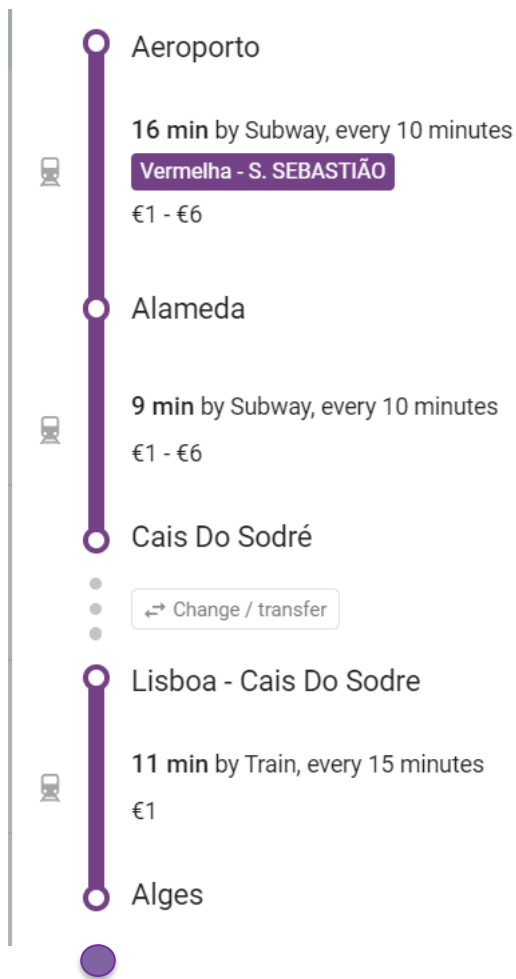 Aeroporto
16 min by Subway, every 10 minutes
Vermelha - S. SEBASTIÃO
€1 - €6
Alameda
9 min by Subway, every 10 minutes
€1 - €6
Cais Do Sodré
Change / transfer
Lisboa - Cais Do Sodre
11 min by Train, every 15 minutes
€1
Alges